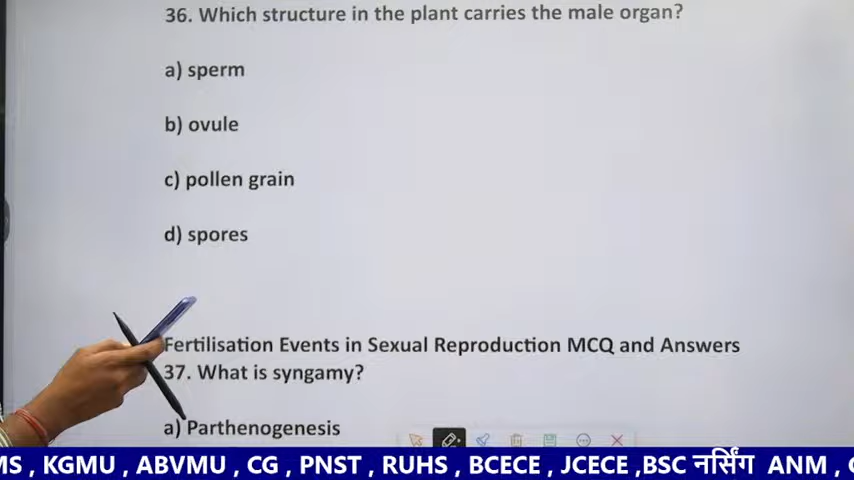 36. Which structure in the plant carries the male organ?
a) sperm
b) ovule
c) pollen grain
d) spores
Fertilisation Events in Sexual Reproduction MCQ and Answers
37. What is syngamy?
a) Parthenogenesis
MS , KGMU , ABVMU , CG , PNST , RUHS , BCECE , JCECE ,BSC नर्सिंग ANM ,